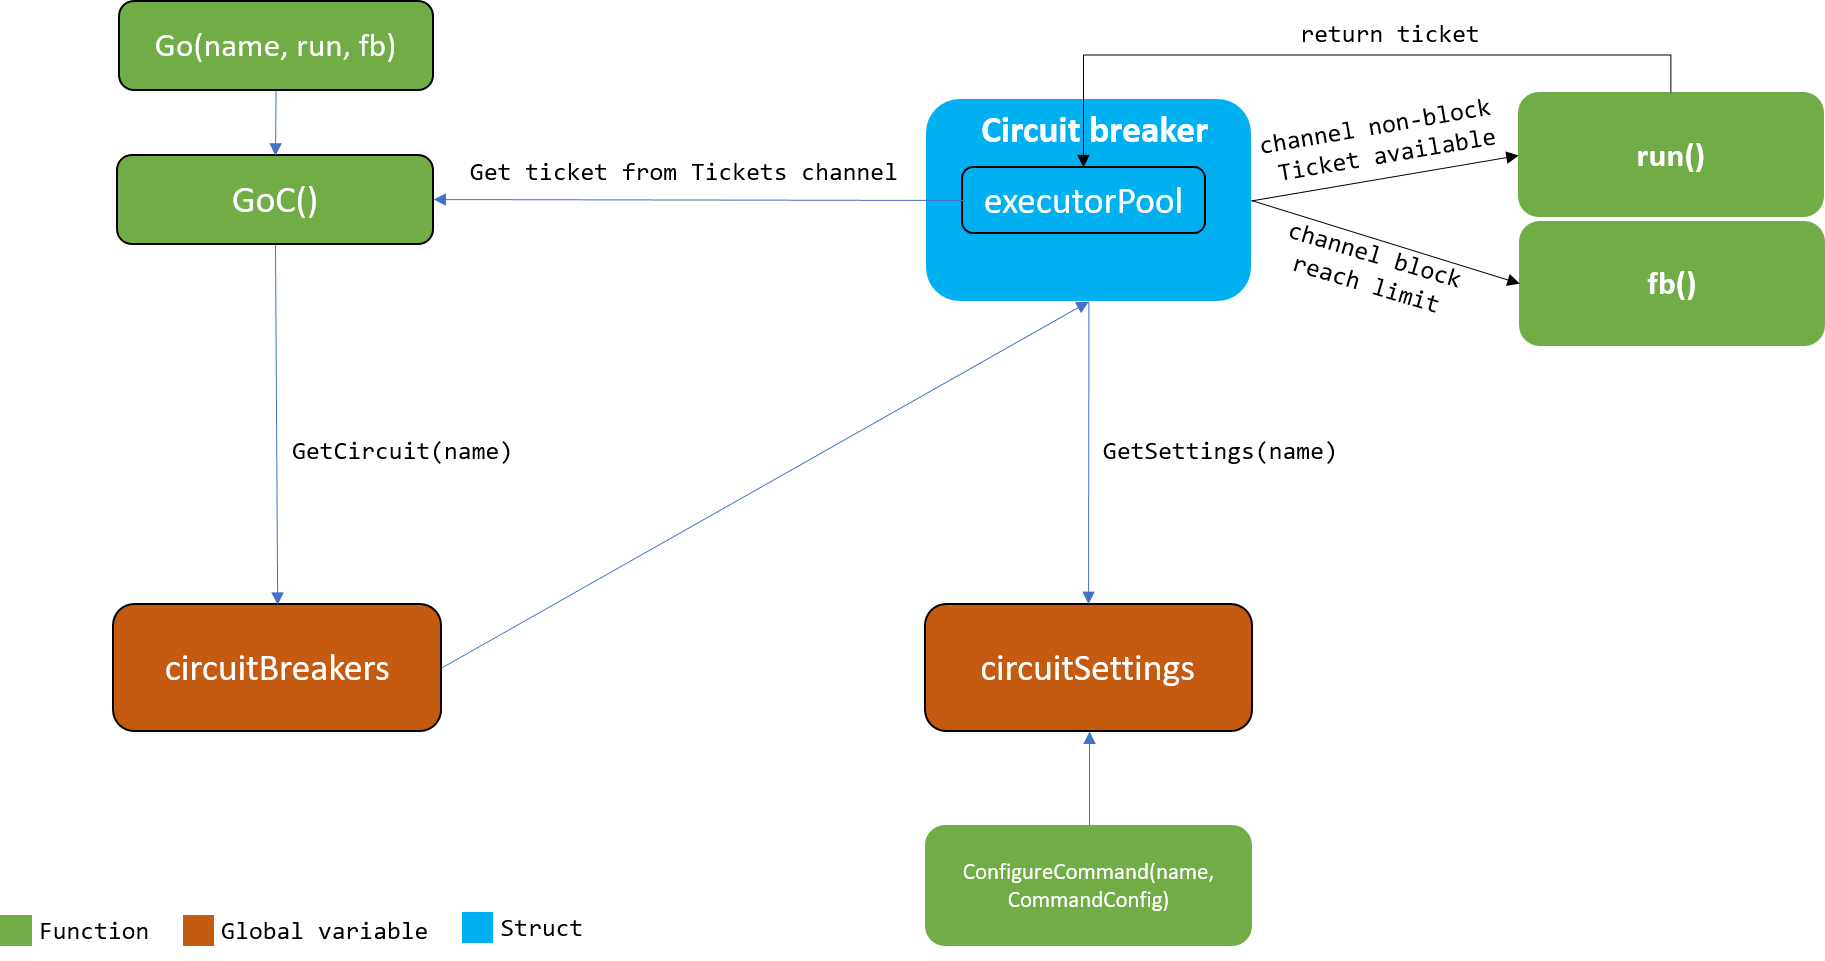 Go(name, run, fb)
return ticket
Circuit breaker
channel non-block
Ticket available
run()
GoC()
Get ticket from Tickets channel
executorPool
channel block
reach limit
fb()
GetCircuit(name)
GetSettings(name)
circuitBreakers
circuitSettings
ConfigureCommand(name,
CommandConfig)
Function
Global variable
Struct